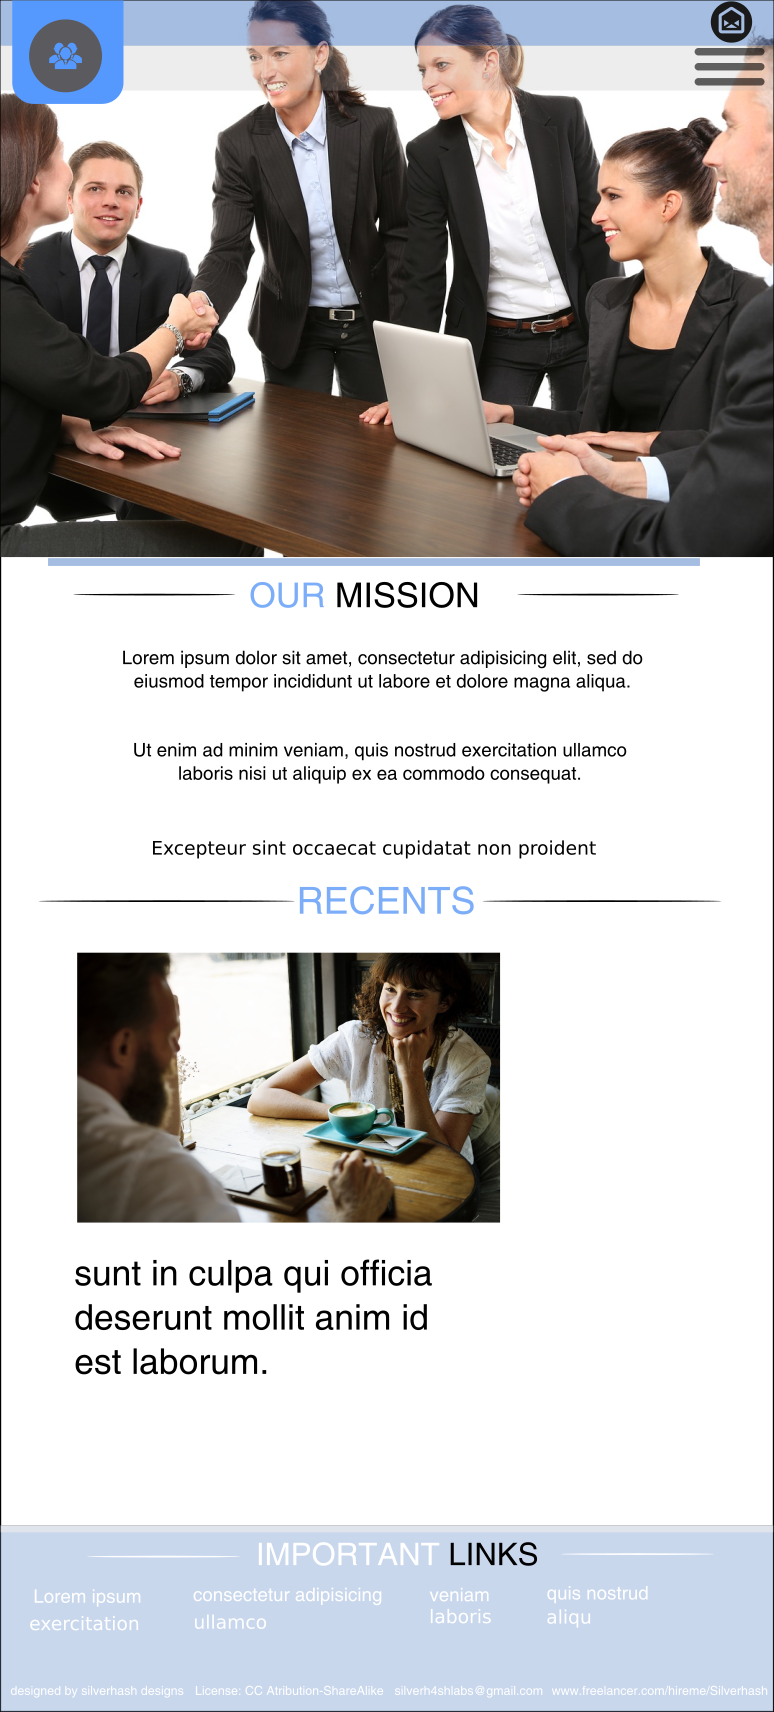 OUR MISSION
Lorem ipsum dolor sit amet, consectetur adipisicing elit, sed do
eiusmod tempor incididunt ut labore et dolore magna aliqua.
Ut enim ad minim veniam, quis nostrud exercitation ullamco
laboris nisi ut aliquip ex ea commodo consequat.
Excepteur sint occaecat cupidatat non proident
RECENTS
sunt in culpa qui officia
deserunt mollit anim id
est laborum.
IMPORTANT LINKS
Lorem ipsum consectetur adipisicing veniam quis nostrud
exercitation ullamco laboris aliqu
designed by silverhash designs License: CC Atribution-ShareAlike silverh4shlabs@gmail.com www.freelancer.com/hireme/Silverhash